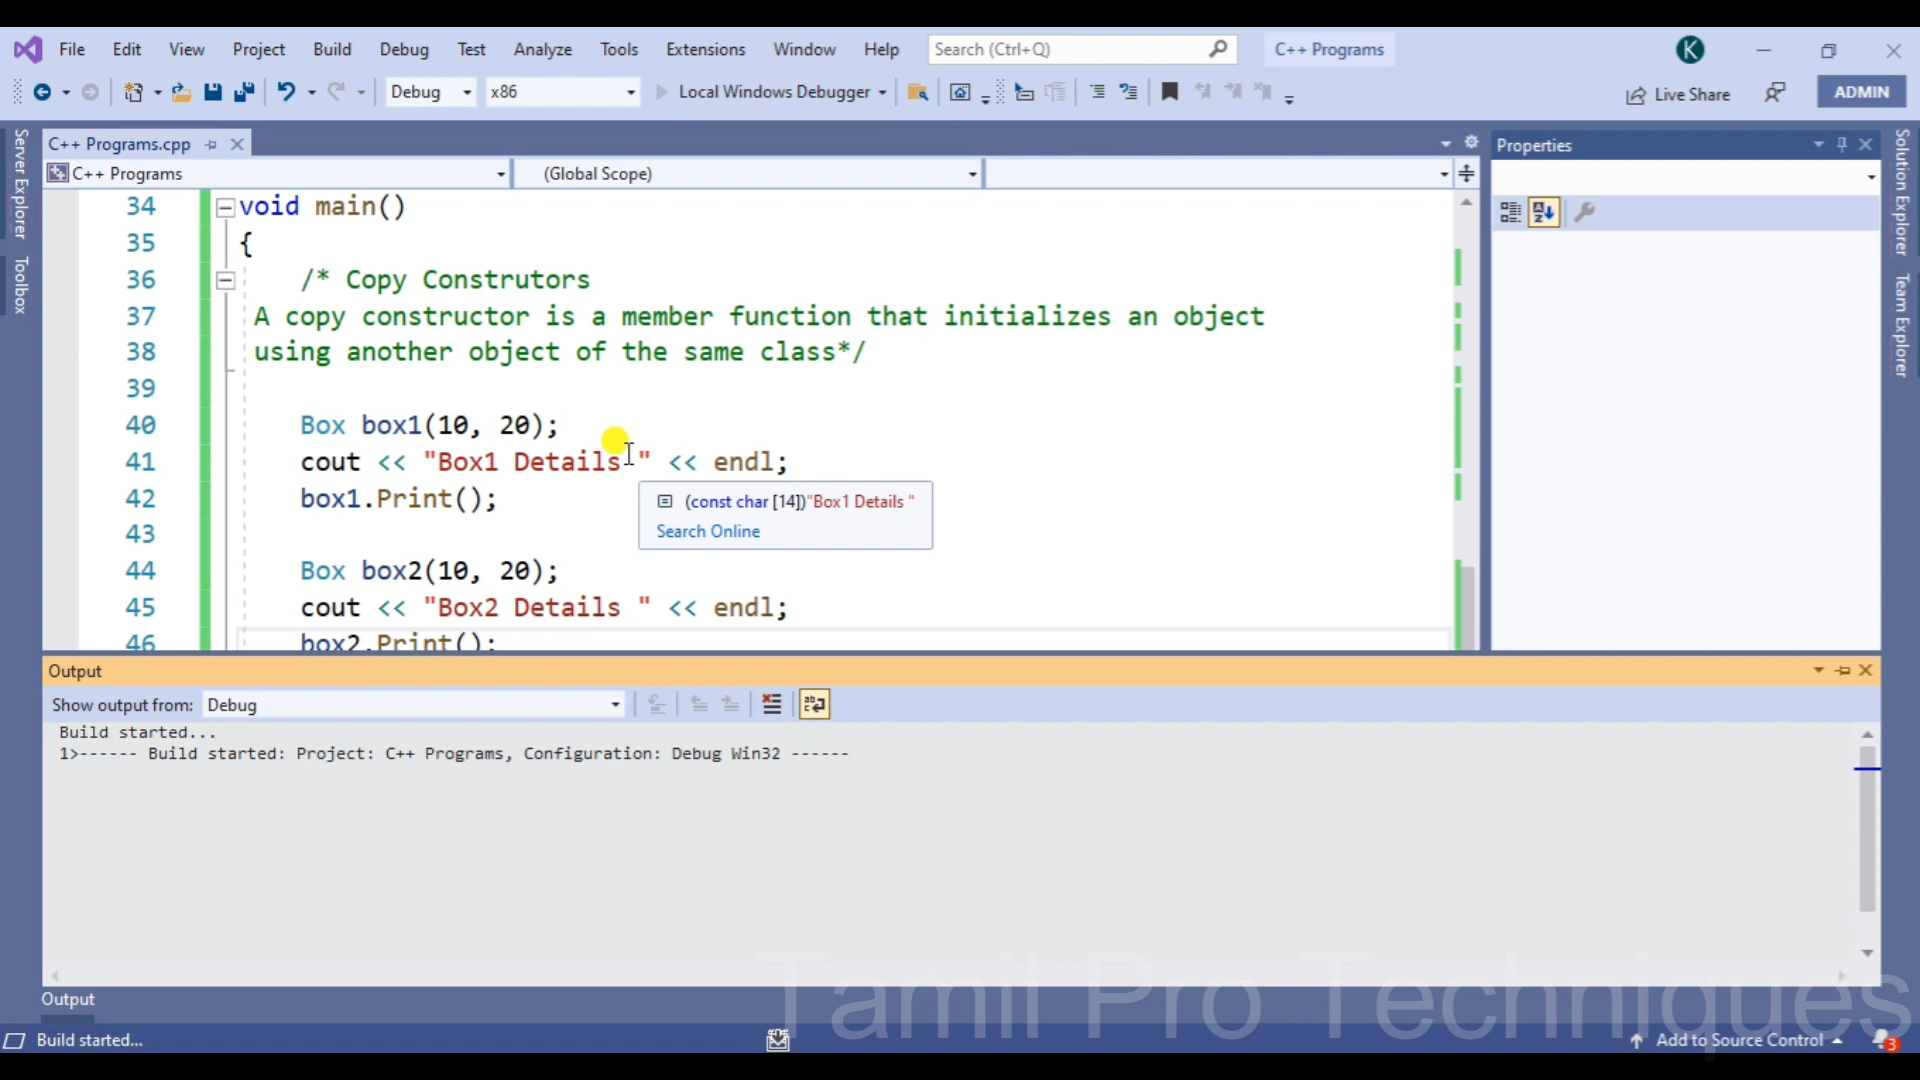 File Edit View Project Build Debug Test Analyze Tools Extensions Window Help Search (Ctrl+Q) C++ Programs K
Debug x86 Local Windows Debugger Live Share ADMIN
Server Explorer
Toolbox
C++ Programs.cpp
C++ Programs (Global Scope)
34 void main()
35 {
36 /* Copy Construtors
37 A copy constructor is a member function that initializes an object
38 using another object of the same class*/
39
40 Box box1(10, 20);
41 cout << "Box1 Details " << endl;
42 box1.Print();
(const char [14])"Box1 Details "
Search Online
43
44 Box box2(10, 20);
45 cout << "Box2 Details " << endl;
46 box2.Print();
Properties
Solution Explorer
Team Explorer
Output
Show output from: Debug
Build started...
1>------ Build started: Project: C++ Programs, Configuration: Debug Win32 ------
Output
Tamil Pro Techniques
Build started... Add to Source Control 3